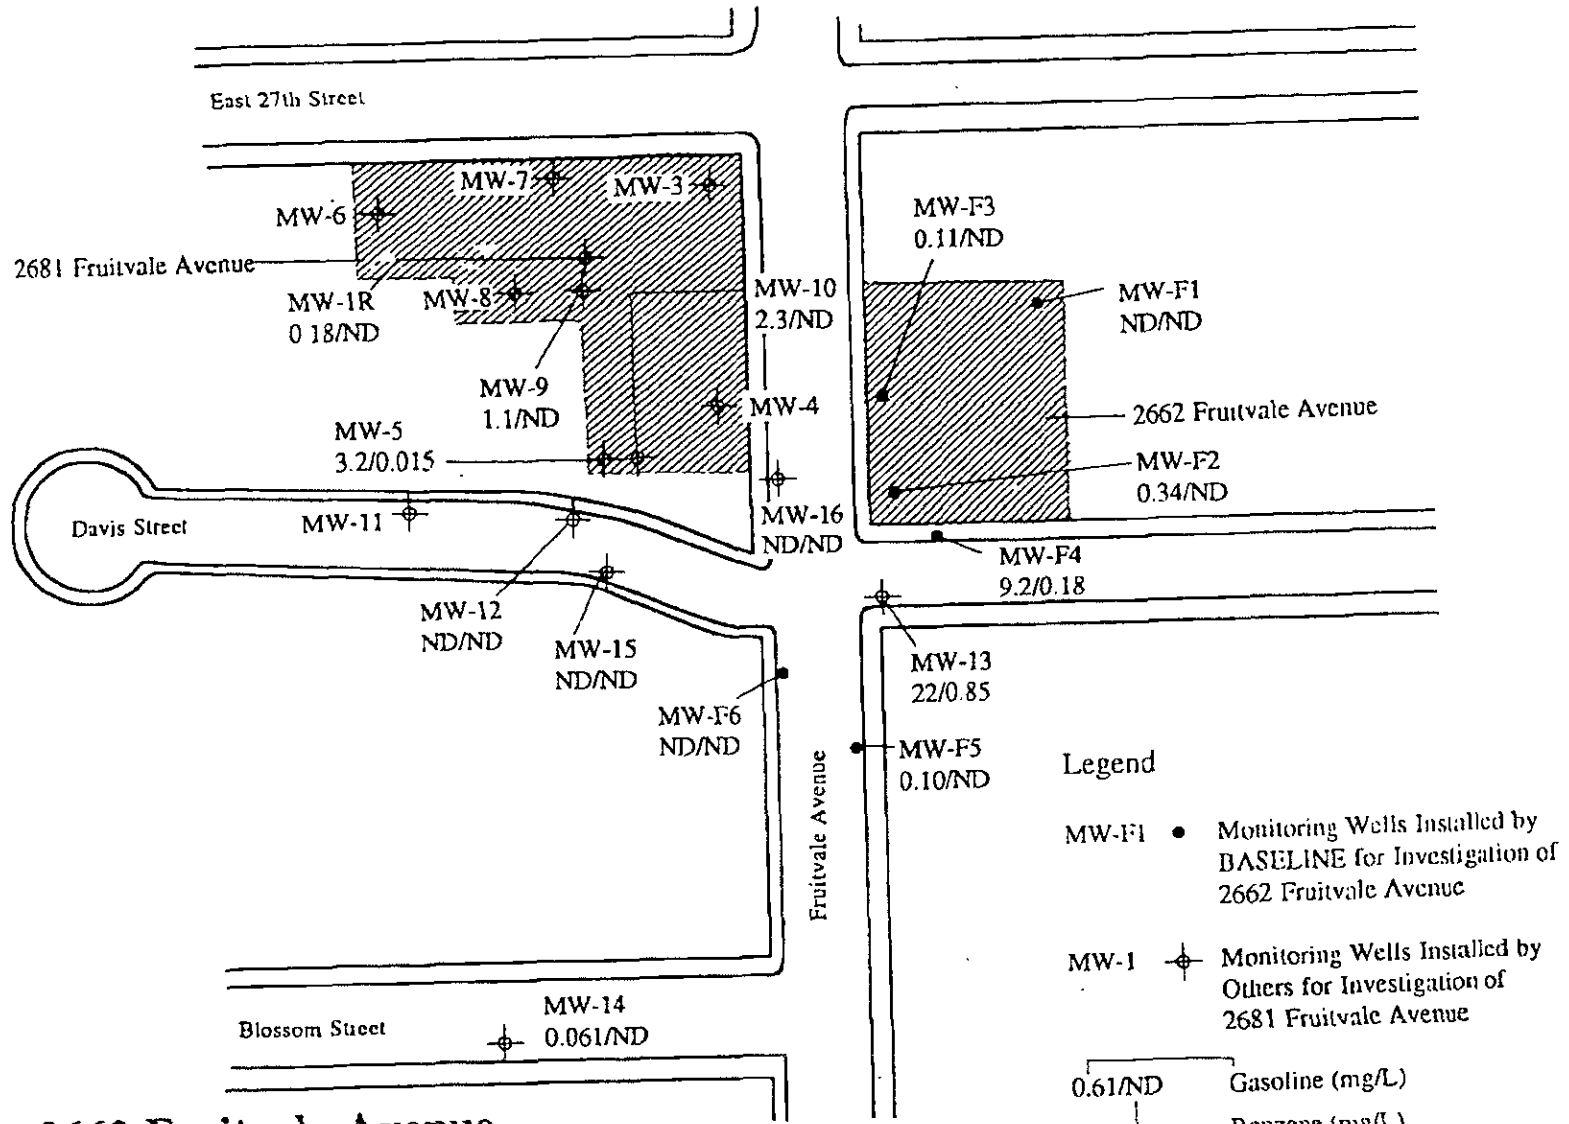 East 27th Street
MW-7
MW-3
MW-6
2681 Fruitvale Avenue
MW-1R
0 18/ND
MW-8
MW-10
2.3/ND
MW-F3
0.11/ND
MW-F1
ND/ND
MW-9
1.1/ND
MW-4
2662 Fruitvale Avenue
MW-5
3.2/0.015
MW-F2
0.34/ND
Davis Street
MW-11
MW-16
ND/ND
MW-F4
9.2/0.18
MW-12
ND/ND
MW-15
ND/ND
MW-13
22/0.85
MW-F6
ND/ND
MW-F5
0.10/ND
Fruitvale Avenue
Legend
MW-F1
Monitoring Wells Installed by
BASELINE for Investigation of
2662 Fruitvale Avenue
MW-1
Monitoring Wells Installed by
Others for Investigation of
2681 Fruitvale Avenue
MW-14
0.061/ND
Blossom Street
0.61/ND
Gasoline (mg/L)
Benzene (mg/L)
2662 Fruitvale Avenue